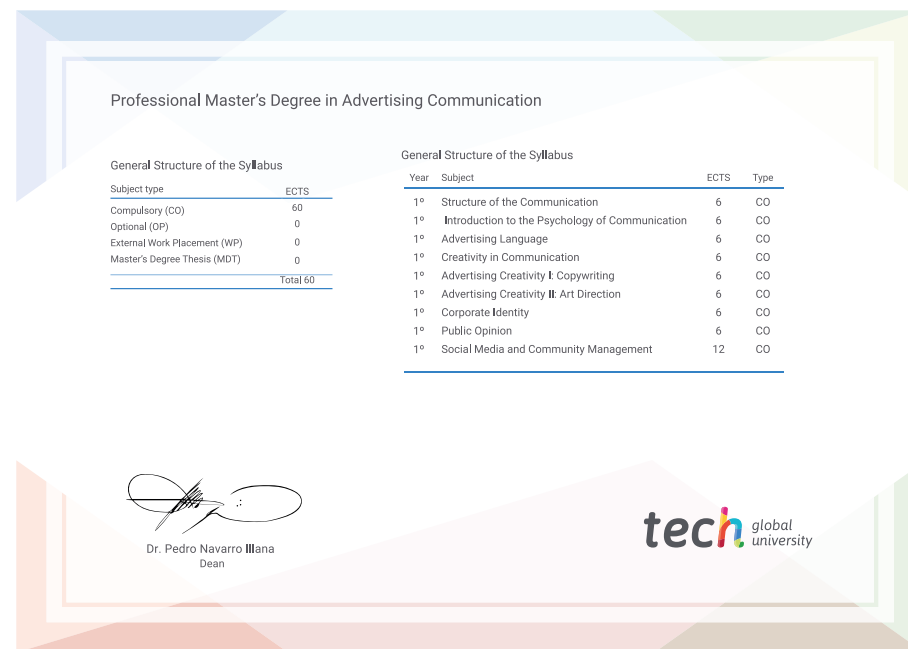 Professional Master's Degree in Advertising Communication
General Structure of the Syllabus
Subject type ECTS
Compulsory (CO) 60
Optional (OP) 0
External Work Placement (WP) 0
Master's Degree Thesis (MDT) 0
Total 60
General Structure of the Syllabus
Year Subject ECTS Type
1º Structure of the Communication 6 CO
1º Introduction to the Psychology of Communication 6 CO
1º Advertising Language 6 CO
1º Creativity in Communication 6 CO
1º Advertising Creativity I: Copywriting 6 CO
1º Advertising Creativity II: Art Direction 6 CO
1º Corporate Identity 6 CO
1º Public Opinion 6 CO
1º Social Media and Community Management 12 CO
Dr. Pedro Navarro Illana
Dean
tech global
university